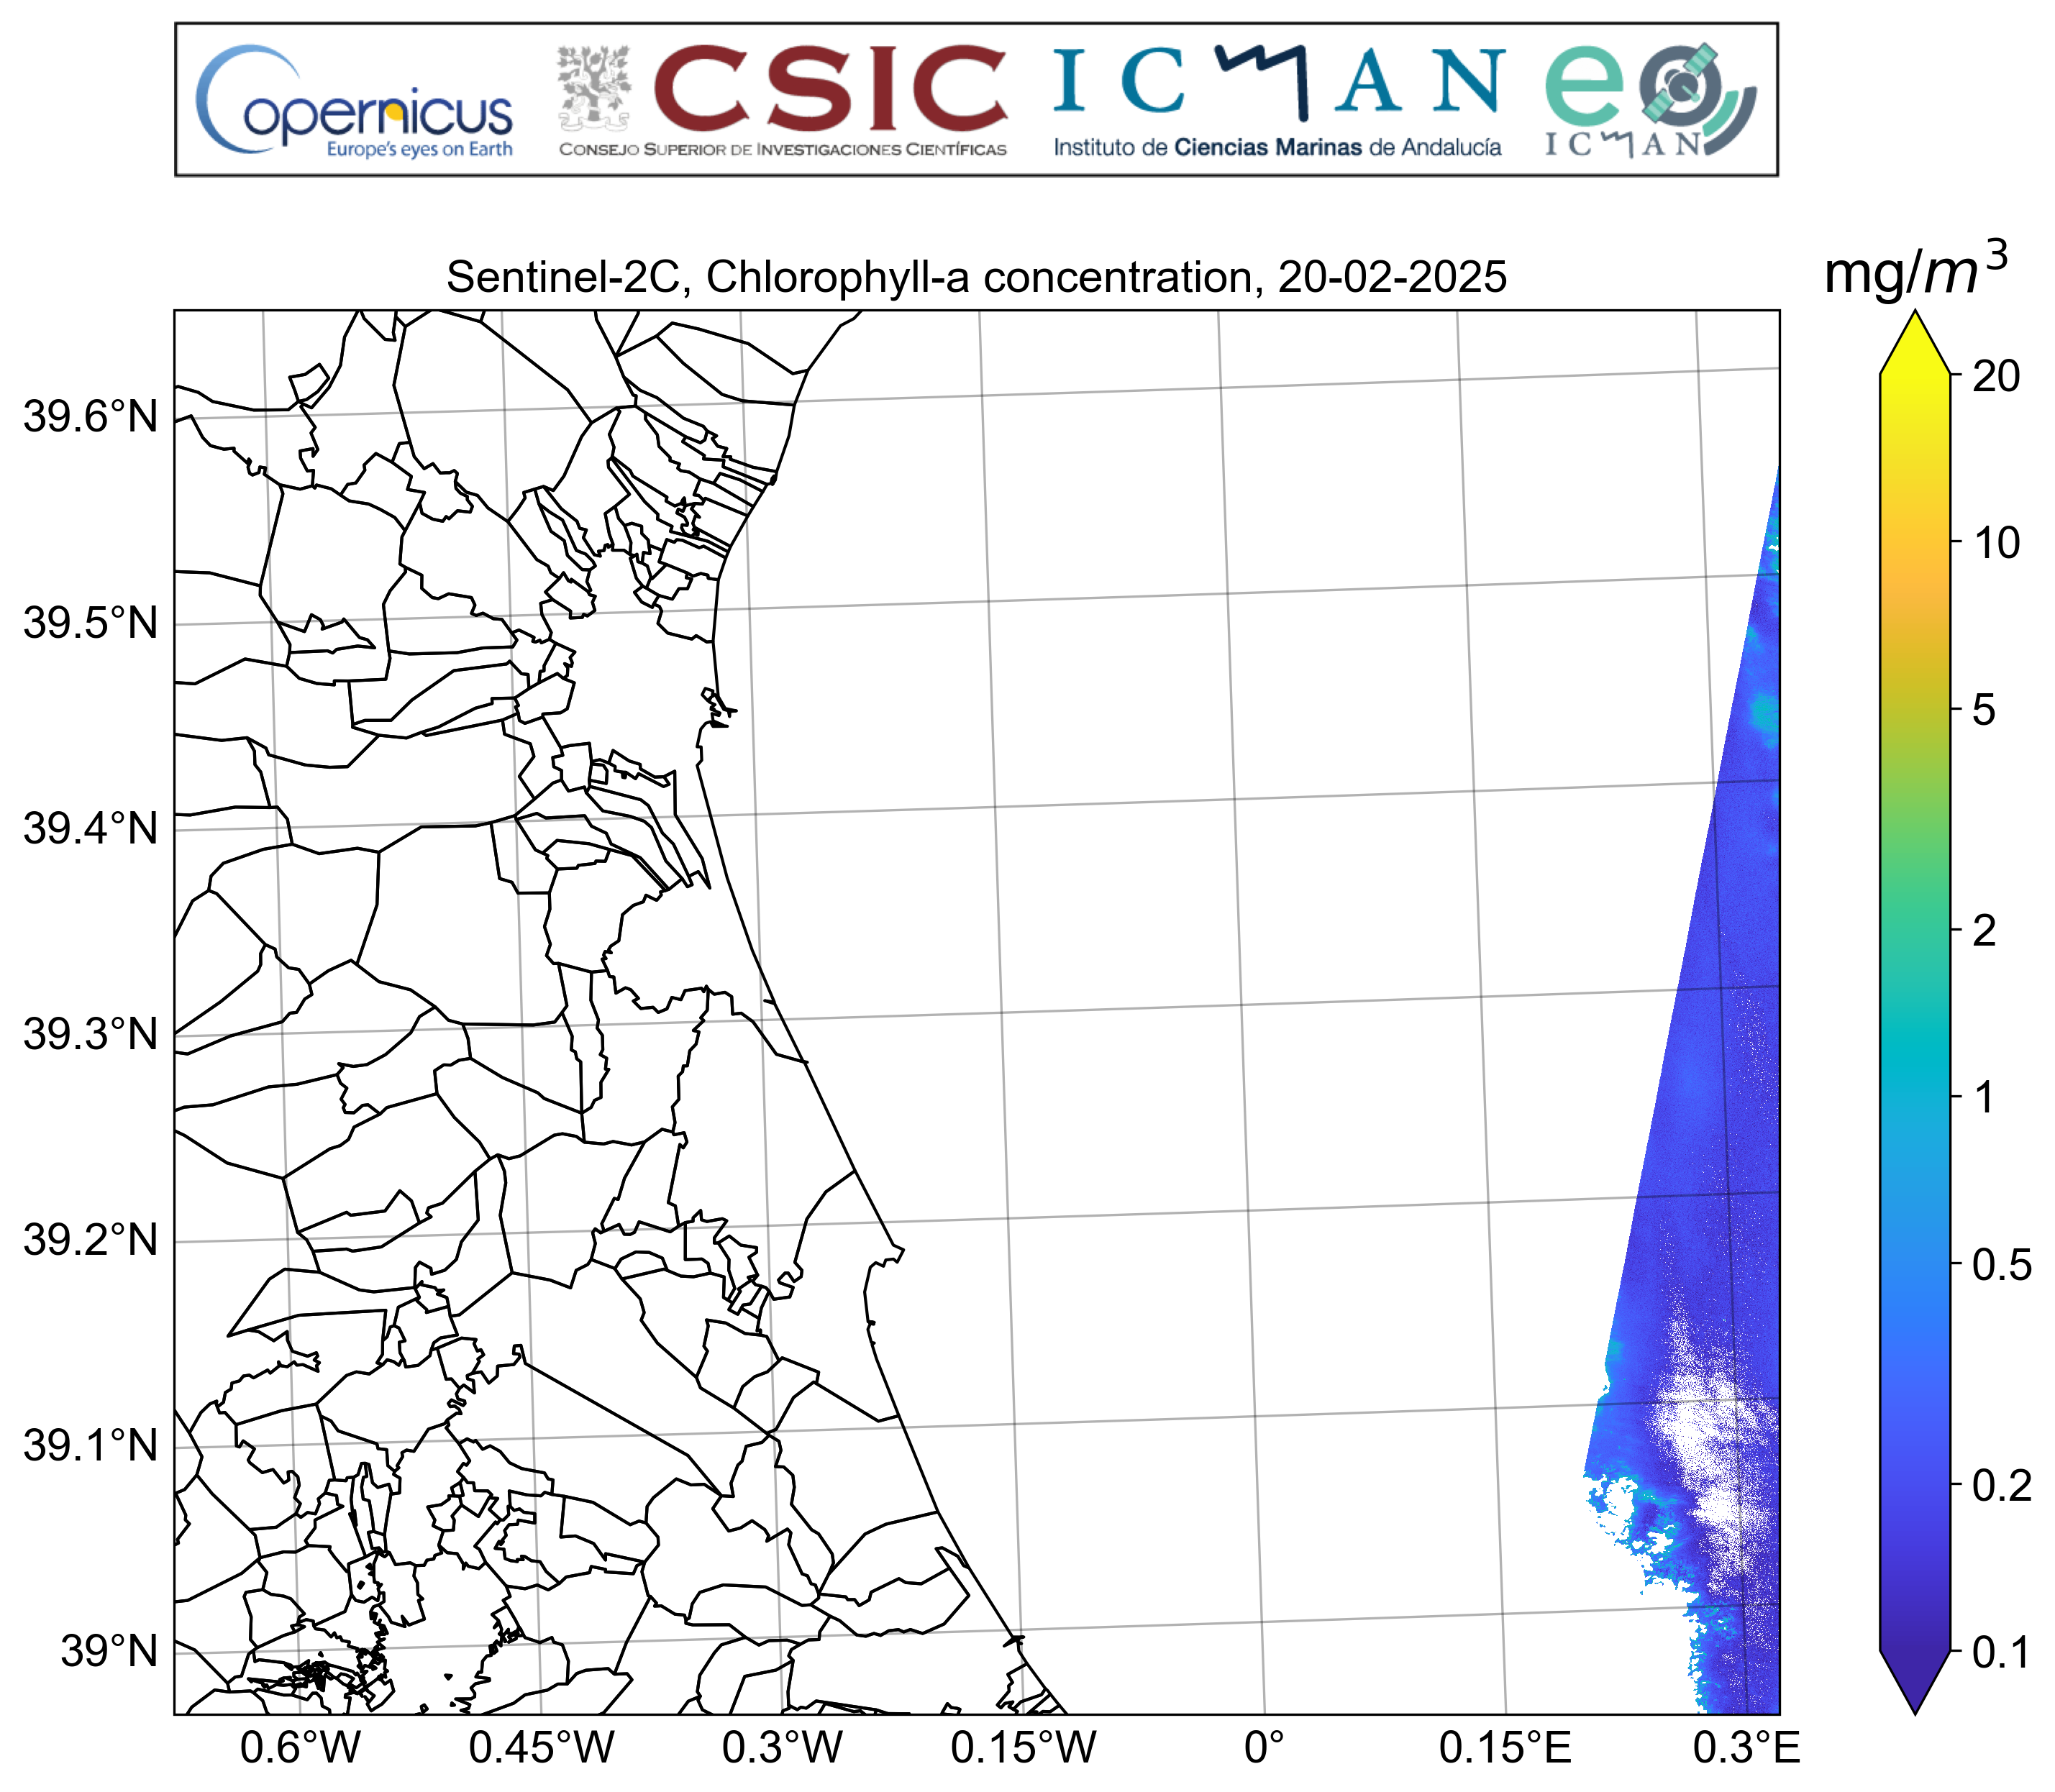 Copernicus
Europe's eyes on Earth
CSIC
CONSEJO SUPERIOR DE INVESTIGACIONES CIENTÍFICAS
ICMAN
Instituto de Ciencias Marinas de Andalucía
eo
ICMAN
Sentinel-2C, Chlorophyll-a concentration, 20-02-2025
mg/m³
39.6°N
39.5°N
39.4°N
39.3°N
39.2°N
39.1°N
39°N
0.6°W
0.45°W
0.3°W
0.15°W
0°
0.15°E
0.3°E
20
10
5
2
1
0.5
0.2
0.1